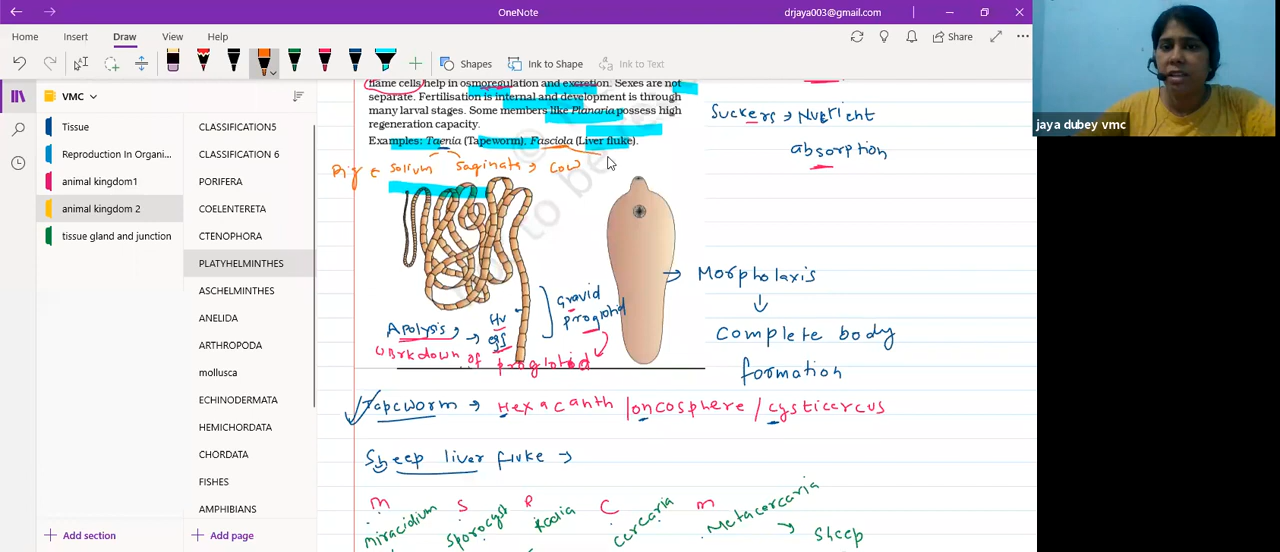 OneNote
drjaya003@gmail.com
Home Insert Draw View Help
Share
Shapes Ink to Shape Ink to Text
VMC
Tissue
Reproduction In Organi...
animal kingdom1
animal kingdom 2
tissue gland and junction
Add section
CLASSIFICATION5
CLASSIFICATION 6
PORIFERA
COELENTERETA
CTENOPHORA
PLATYHELMINTHES
ASCHELMINTHES
ANELIDA
ARTHROPODA
mollusca
ECHINODERMATA
HEMICHORDATA
CHORDATA
FISHES
AMPHIBIANS
Add page
flame cells help in osmoregulation and excretion. Sexes are not
separate. Fertilisation is internal and development is through
many larval stages. Some members like Planaria possess high
regeneration capacity.
Examples: Taenia (Tapeworm), Fasciola (Liver fluke).
Pig solium saginata → cow
to be
Suckers → Nutrient
absorption
Morpholaxis
Complete body
formation
Gravid
proglotid
Apolysis →
proglotid
Tapeworm → Hexacanth /oncosphere / cysticercus
Sheep liver fluke →
M S R C m
miracidium sporocyst Redia cercaria Metacercaria
→ Sheep
jaya dubey vmc